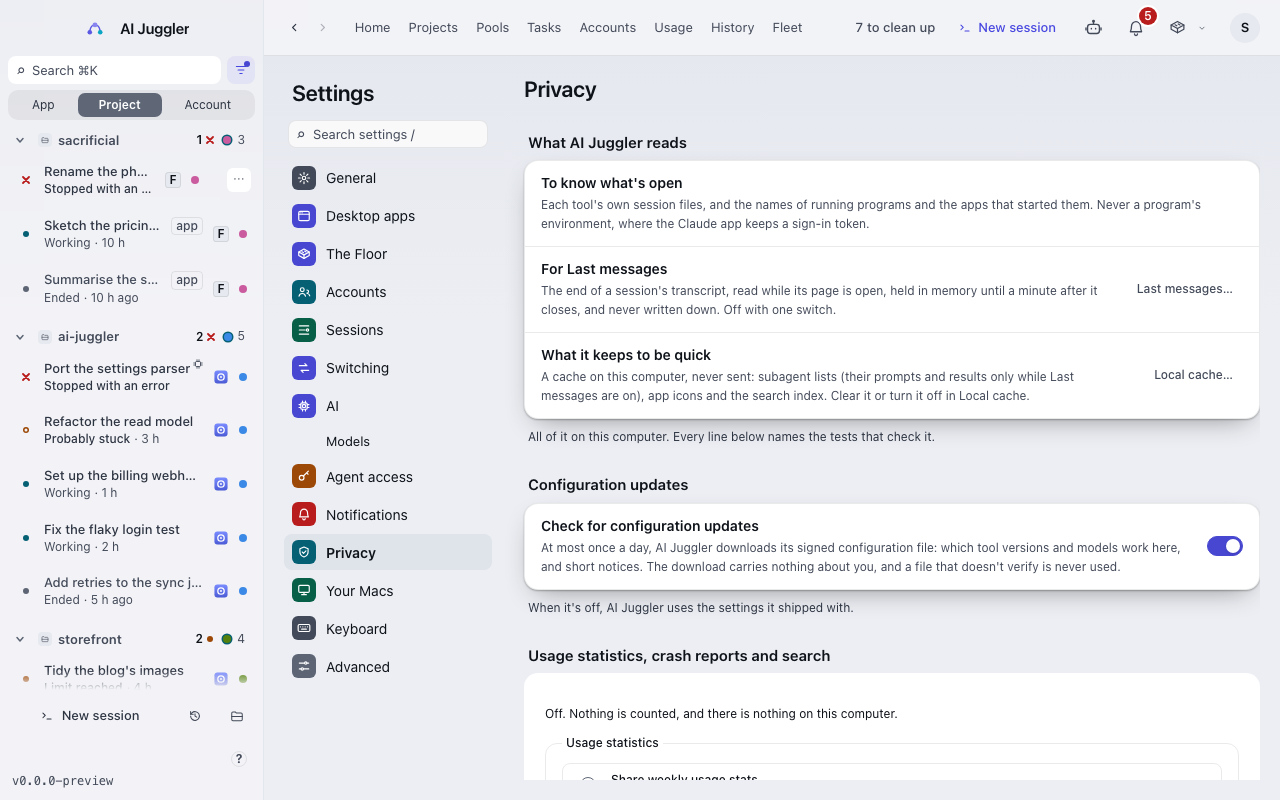 AI Juggler
Search ⌘K
App
Project
Account
sacrificial
1
3
Rename the ph...
Stopped with an ...
F
Sketch the pricin...
app
Working · 10 h
F
Summarise the s...
app
Ended · 10 h ago
F
ai-juggler
2
5
Port the settings parser
Stopped with an error
Refactor the read model
Probably stuck · 3 h
Set up the billing webh...
Working · 1 h
Fix the flaky login test
Working · 2 h
Add retries to the sync j...
Ended · 5 h ago
storefront
2
4
Tidy the blog's images
Limit reached · 4 h
New session
?
v0.0.0-preview
Home
Projects
Pools
Tasks
Accounts
Usage
History
Fleet
7 to clean up
New session
5
S
Settings
Search settings /
General
Desktop apps
The Floor
Accounts
Sessions
Switching
AI
Models
Agent access
Notifications
Privacy
Your Macs
Keyboard
Advanced
Privacy
What AI Juggler reads
To know what's open
Each tool's own session files, and the names of running programs and the apps that started them. Never a program's
environment, where the Claude app keeps a sign-in token.
For Last messages
The end of a session's transcript, read while its page is open, held in memory until a minute after it
closes, and never written down. Off with one switch.
Last messages...
What it keeps to be quick
A cache on this computer, never sent: subagent lists (their prompts and results only while Last
messages are on), app icons and the search index. Clear it or turn it off in Local cache.
Local cache...
All of it on this computer. Every line below names the tests that check it.
Configuration updates
Check for configuration updates
At most once a day, AI Juggler downloads its signed configuration file: which tool versions and models work here,
and short notices. The download carries nothing about you, and a file that doesn't verify is never used.
When it's off, AI Juggler uses the settings it shipped with.
Usage statistics, crash reports and search
Off. Nothing is counted, and there is nothing on this computer.
Usage statistics
Share weekly usage stats